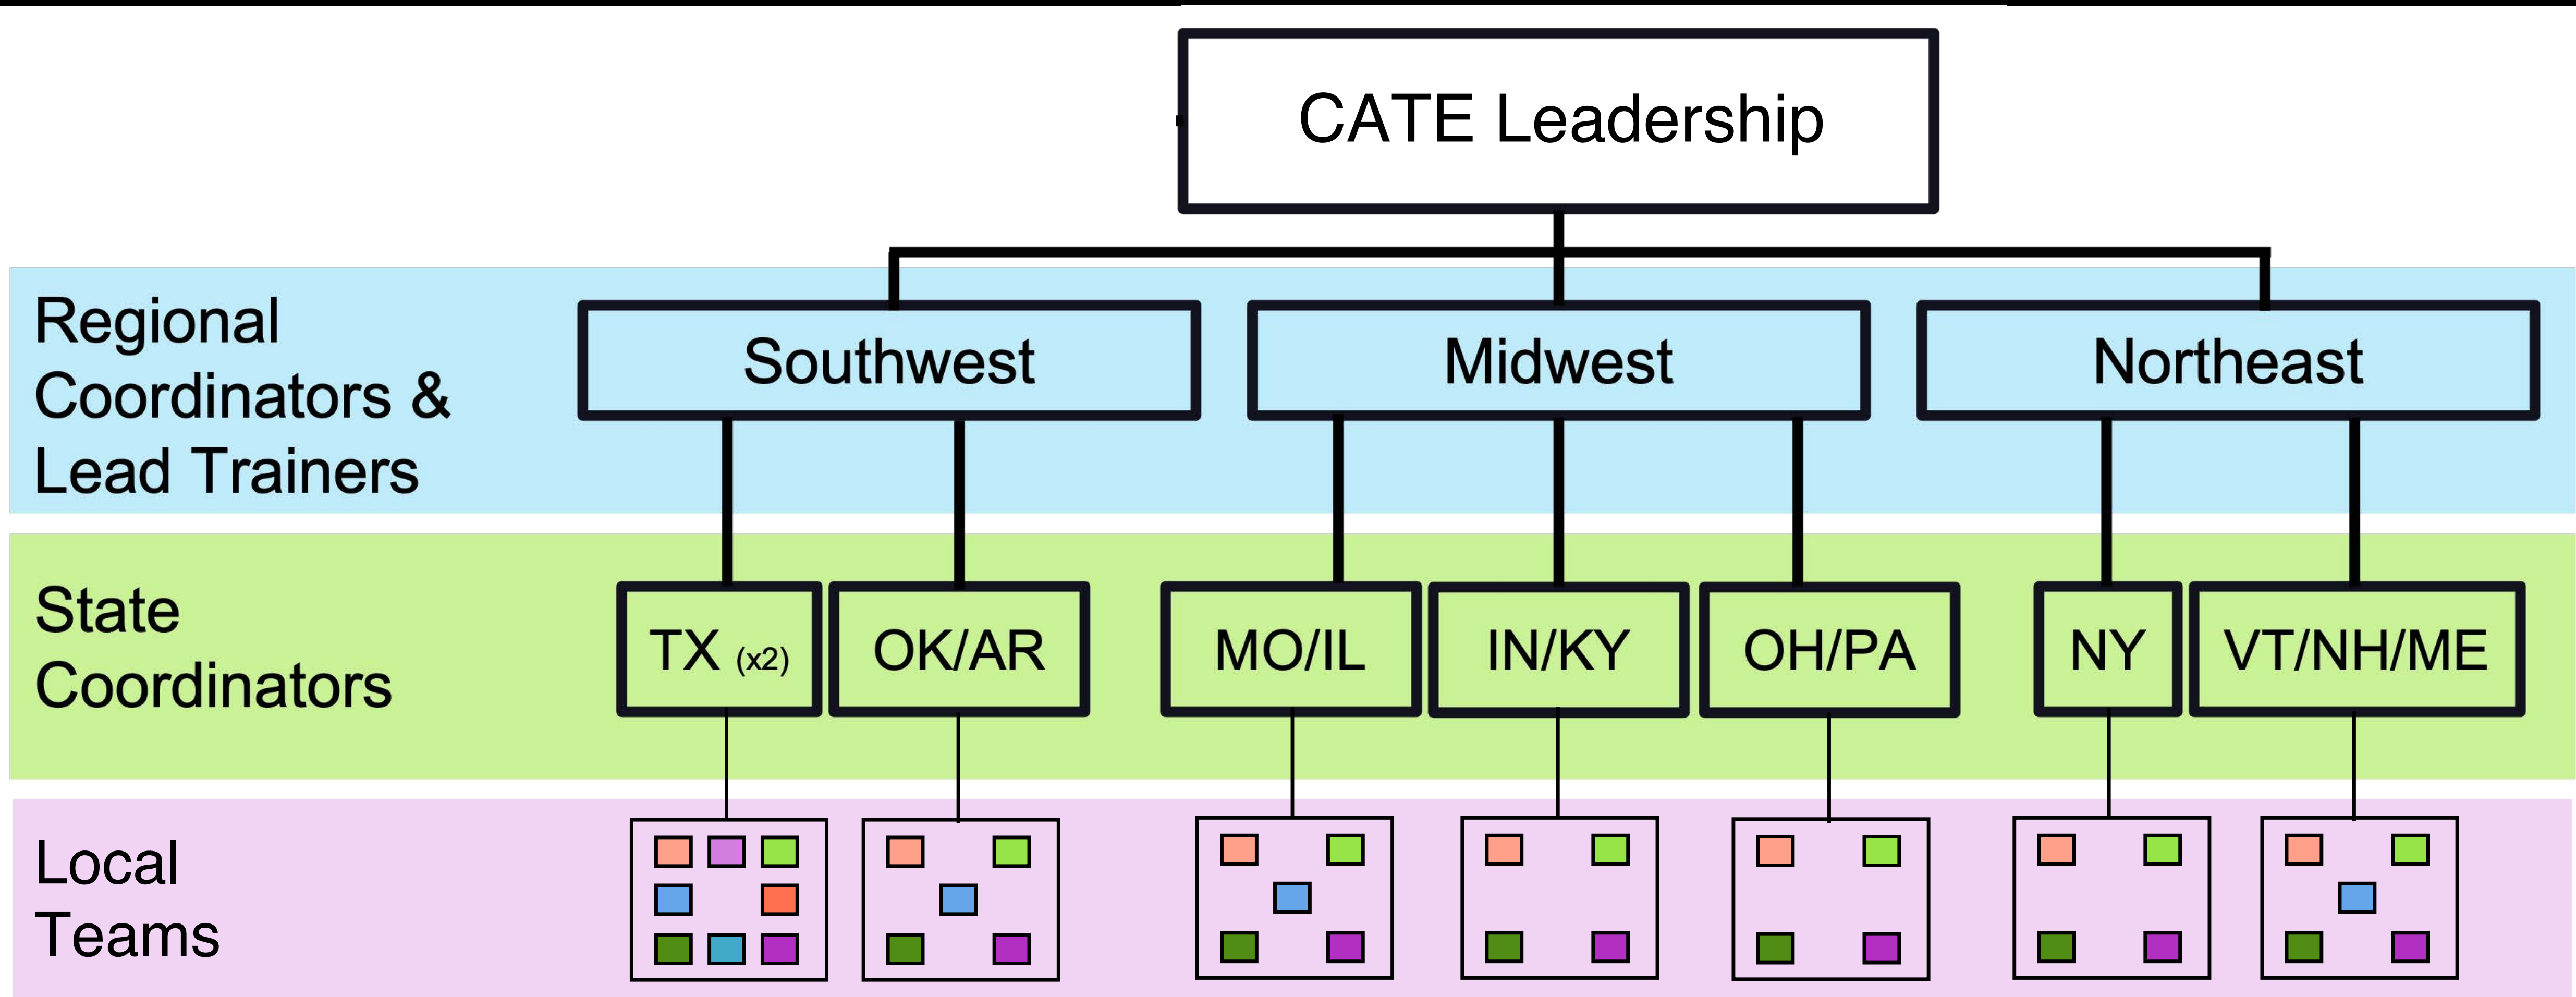 CATE Leadership
Regional
Coordinators &
Lead Trainers
Southwest
Midwest
Northeast
State
Coordinators
TX (x2)
OK/AR
MO/IL
IN/KY
OH/PA
NY
VT/NH/ME
Local
Teams